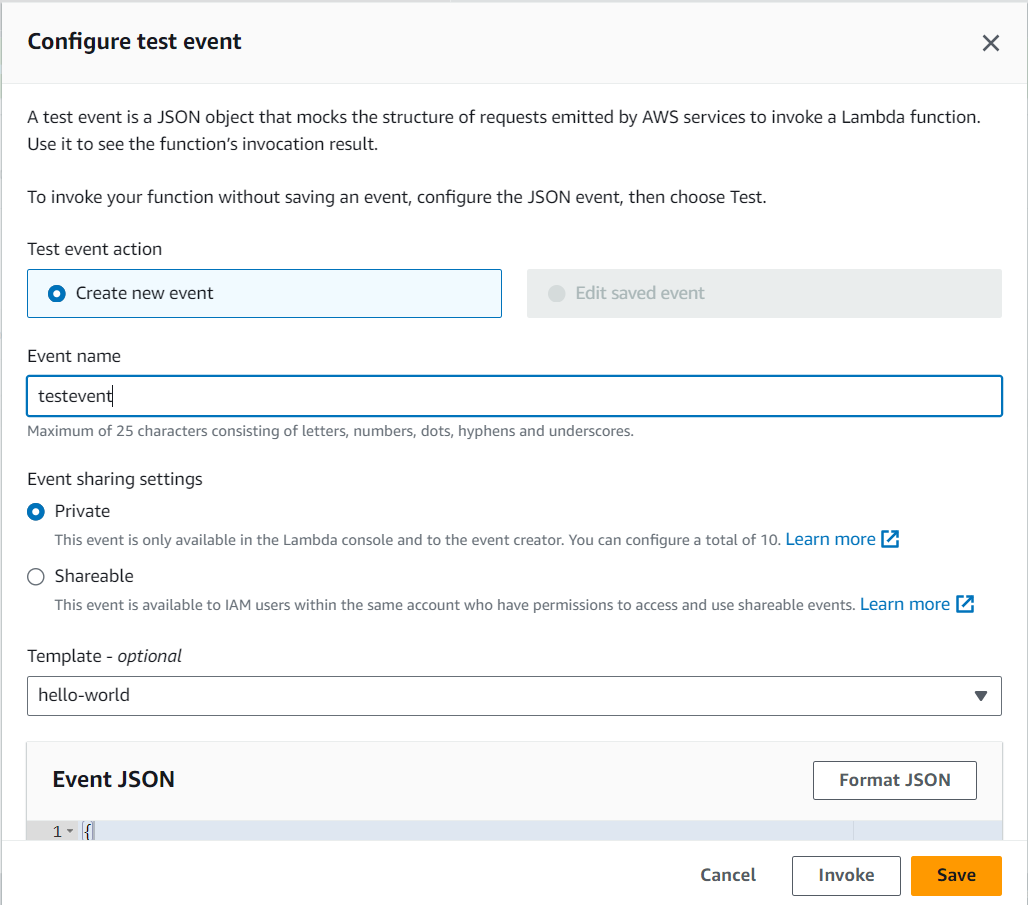 Configure test event
A test event is a JSON object that mocks the structure of requests emitted by AWS services to invoke a Lambda function.
Use it to see the function’s invocation result.
To invoke your function without saving an event, configure the JSON event, then choose Test.
Test event action
Create new event
Edit saved event
Event name
testevent
Maximum of 25 characters consisting of letters, numbers, dots, hyphens and underscores.
Event sharing settings
Private
This event is only available in the Lambda console and to the event creator. You can configure a total of 10. Learn more
Shareable
This event is available to IAM users within the same account who have permissions to access and use shareable events. Learn more
Template - optional
hello-world
Event JSON
Format JSON
1 {
Cancel
Invoke
Save